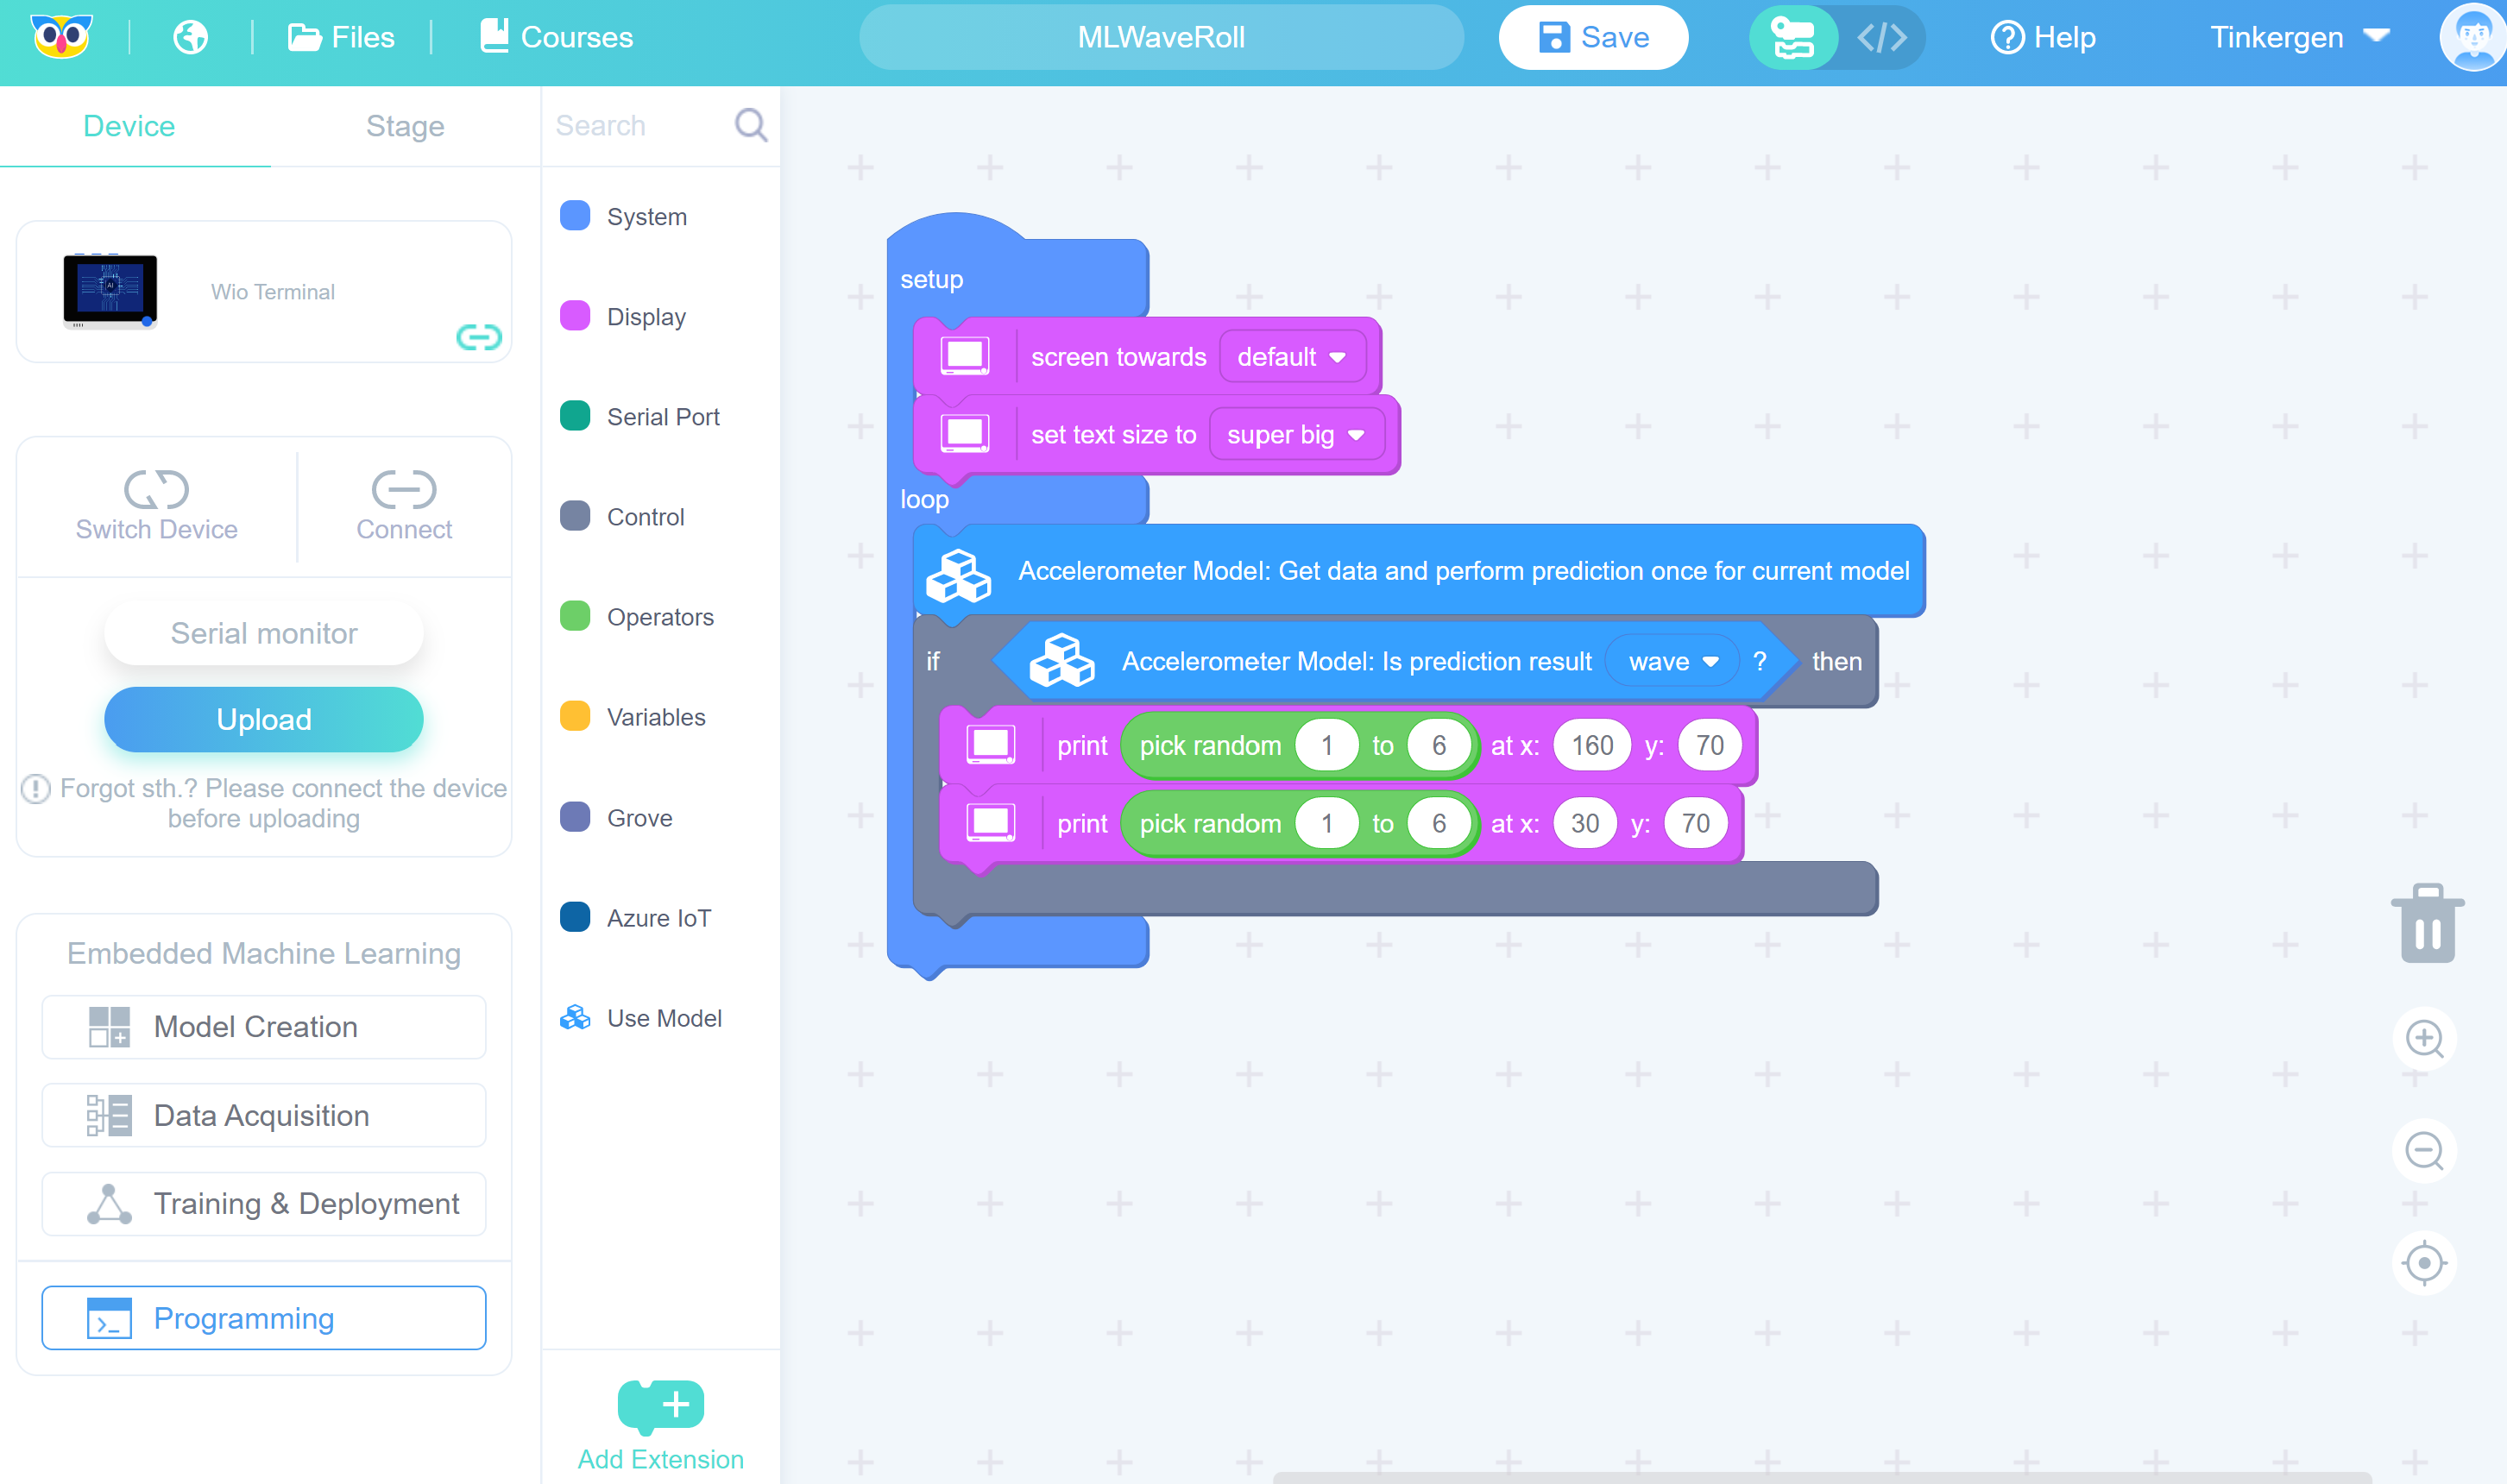 Files
Courses
MLWaveRoll
Save
Help
Tinkergen
Device
Stage
Search
Wio Terminal
Switch Device
Connect
Serial monitor
Upload
Forgot sth.? Please connect the device
before uploading
Embedded Machine Learning
Model Creation
Data Acquisition
Training & Deployment
Programming
System
Display
Serial Port
Control
Operators
Variables
Grove
Azure IoT
Use Model
Add Extension
setup
screen towards default
set text size to super big
loop
Accelerometer Model: Get data and perform prediction once for current model
if Accelerometer Model: Is prediction result wave ? then
print pick random 1 to 6 at x: 160 y: 70
print pick random 1 to 6 at x: 30 y: 70